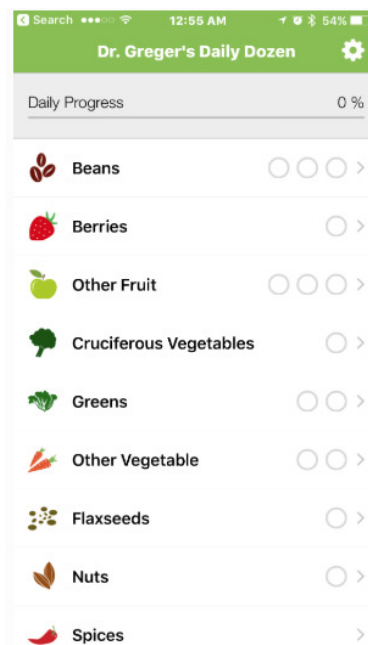 Search 12:55 AM 54%
Dr. Greger's Daily Dozen
Daily Progress 0 %
Beans
Berries
Other Fruit
Cruciferous Vegetables
Greens
Other Vegetable
Flaxseeds
Nuts
Spices